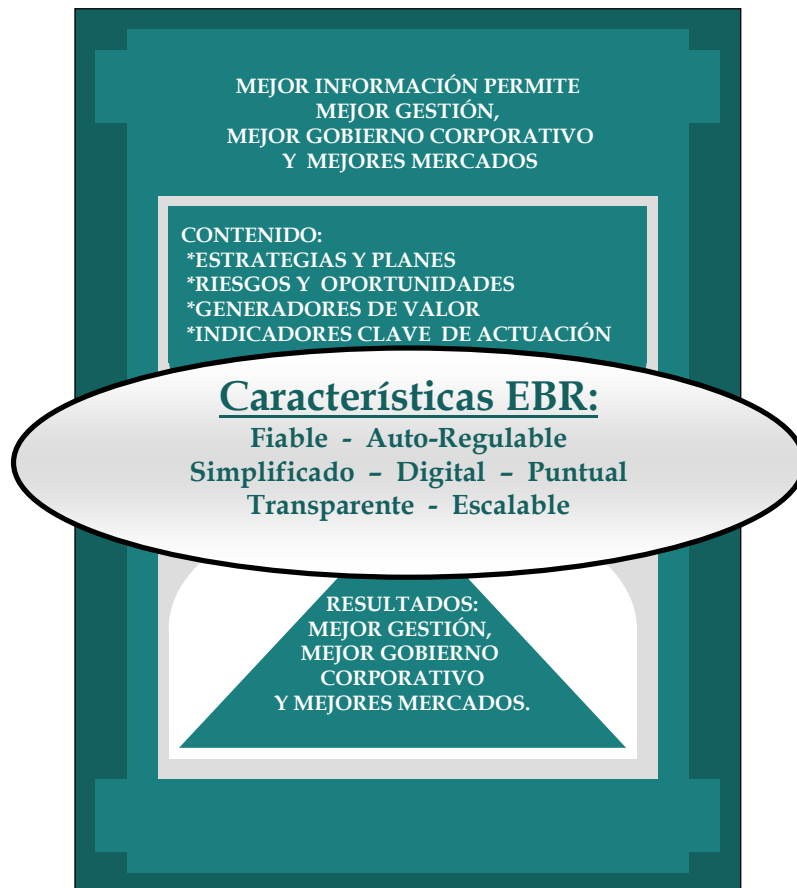 MEJOR INFORMACIÓN PERMITE
MEJOR GESTIÓN,
MEJOR GOBIERNO CORPORATIVO
Y MEJORES MERCADOS
CONTENIDO:
*ESTRATEGIAS Y PLANES
*RIESGOS Y OPORTUNIDADES
*GENERADORES DE VALOR
*INDICADORES CLAVE DE ACTUACIÓN
Características EBR:
Fiable - Auto-Regulable
Simplificado – Digital – Puntual
Transparente - Escalable
RESULTADOS:
MEJOR GESTIÓN,
MEJOR GOBIERNO
CORPORATIVO
Y MEJORES MERCADOS.